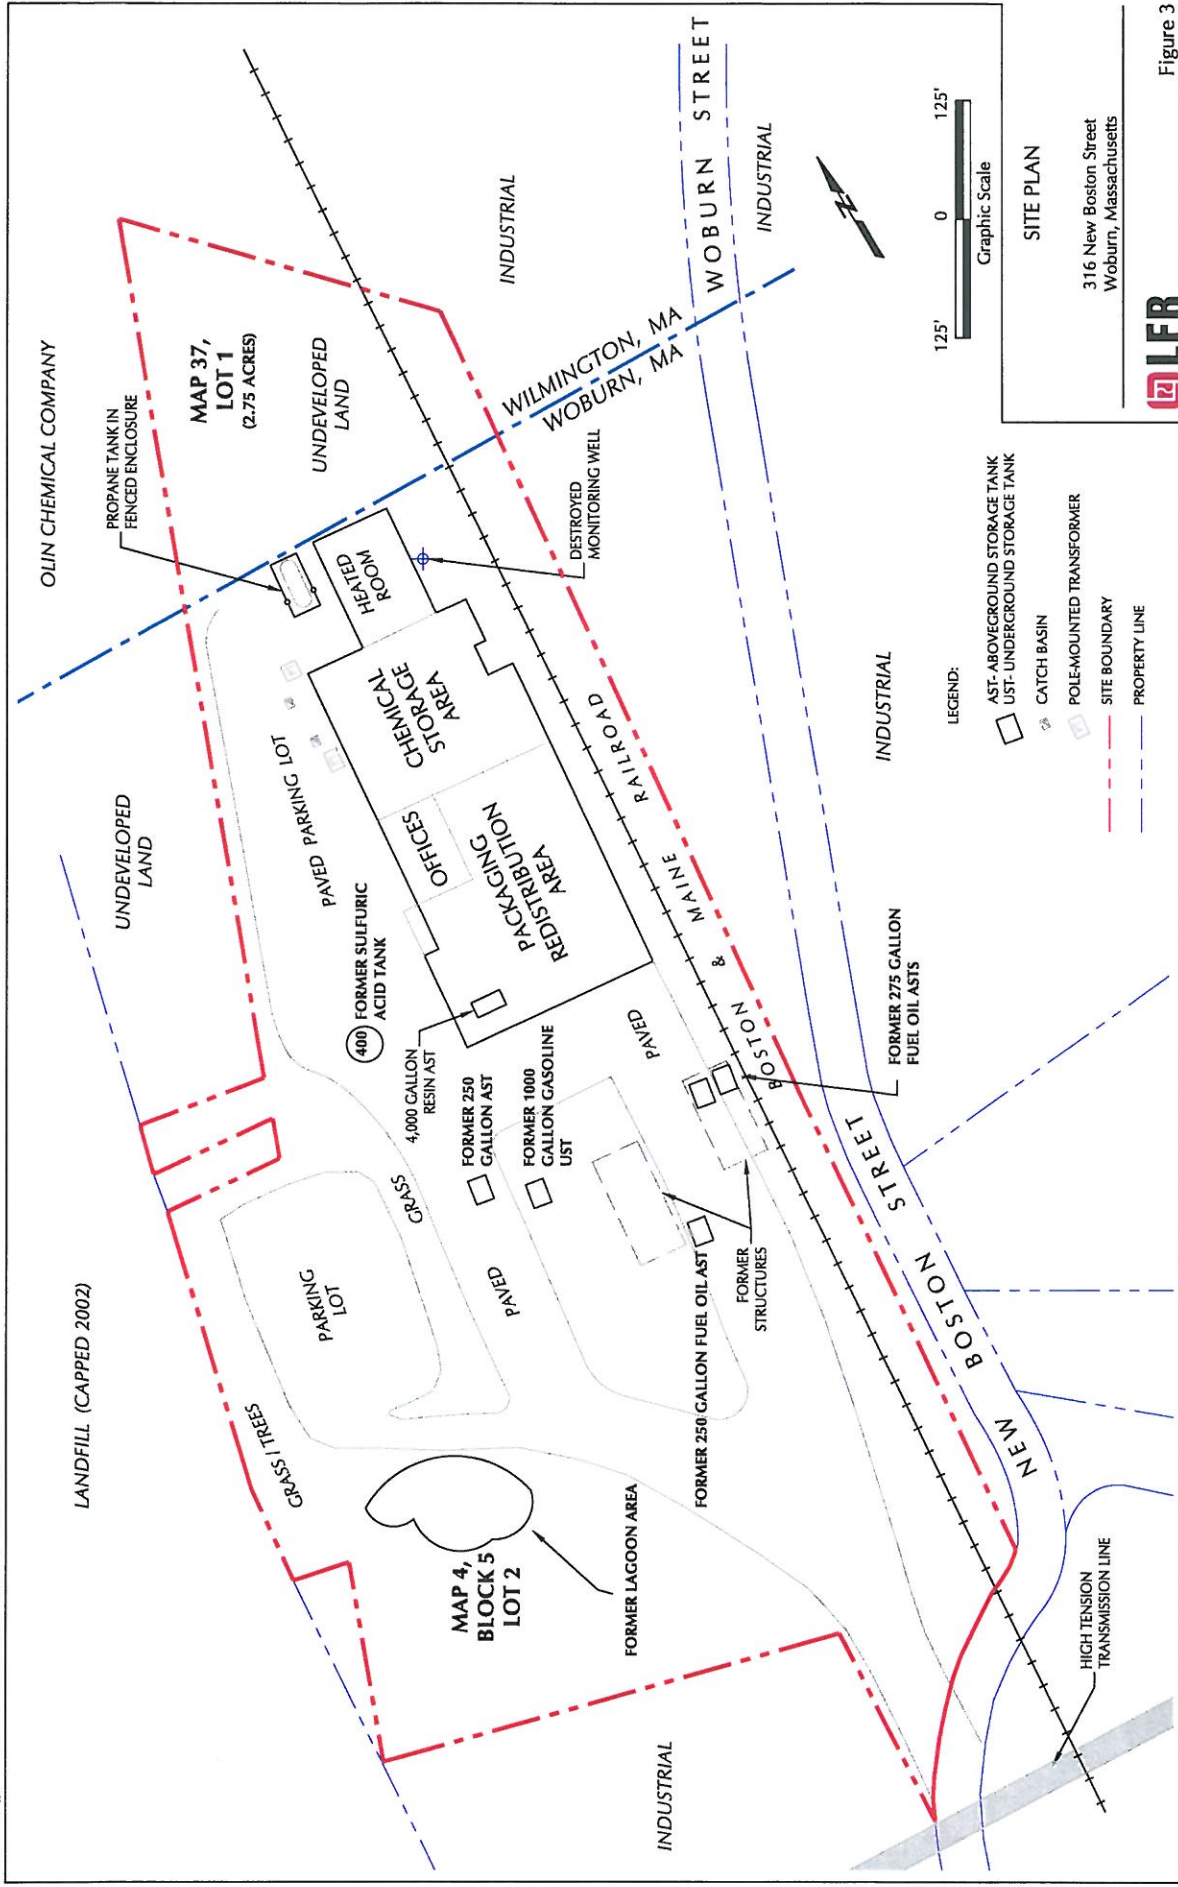 OLIN CHEMICAL COMPANY
LANDFILL (CAPPED 2002)
UNDEVELOPED
LAND
PROPANE TANK IN
FENCED ENCLOSURE
MAP 37,
LOT 1
(2.75 ACRES)
UNDEVELOPED
LAND
INDUSTRIAL
WOBURN STREET
INDUSTRIAL
WILMINGTON, MA
WOBURN, MA
HEATED
ROOM
DESTROYED
MONITORING WELL
CHEMICAL
STORAGE
AREA
PAVED PARKING LOT
OFFICES
PACKAGING
REDISTRIBUTION
AREA
400
FORMER SULFURIC
ACID TANK
4,000 GALLON
RESIN AST
FORMER 250
GALLON AST
FORMER 1000
GALLON GASOLINE
UST
PAVED
BOSTON & MAINE RAILROAD
FORMER 275 GALLON
FUEL OIL ASTS
GRASS
PAVED
PARKING
LOT
GRASS / TREES
FORMER 250 GALLON FUEL OIL AST
FORMER
STRUCTURES
MAP 4,
BLOCK 5
LOT 2
FORMER LAGOON AREA
INDUSTRIAL
INDUSTRIAL
NEW BOSTON STREET
HIGH TENSION
TRANSMISSION LINE
LEGEND:
AST- ABOVEGROUND STORAGE TANK
UST- UNDERGROUND STORAGE TANK
CATCH BASIN
POLE-MOUNTED TRANSFORMER
SITE BOUNDARY
PROPERTY LINE
N
125' 0 125'
Graphic Scale
SITE PLAN
316 New Boston Street
Woburn, Massachusetts
LFR
Figure 3